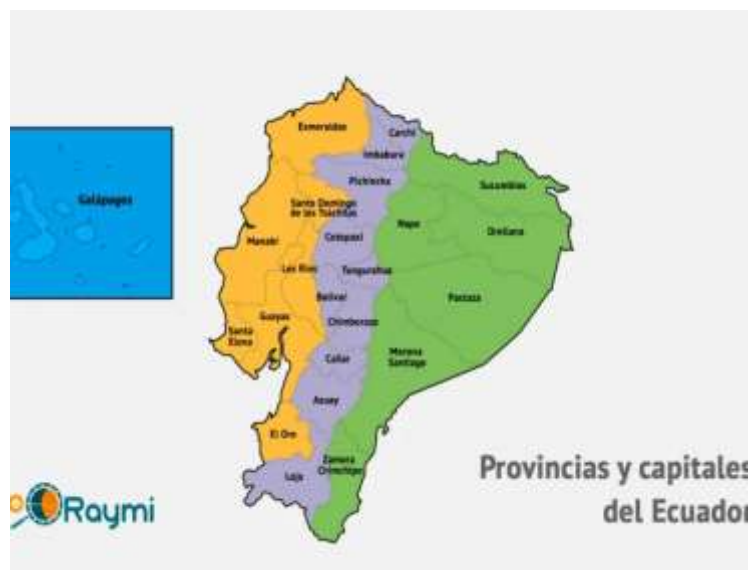 Esmeraldas
Carchi
Imbabura
Pichincha
Sucumbíos
Galápagos
Santo Domingo
de los Tsáchilas
Napo
Orellana
Manabí
Cotopaxi
Los Ríos
Tungurahua
Pastaza
Bolívar
Guayas
Chimborazo
Santa
Elena
Cañar
Morona
Santiago
Azuay
El Oro
Zamora
Chinchipe
Loja
Provincias y capitales
del Ecuador
Raymi